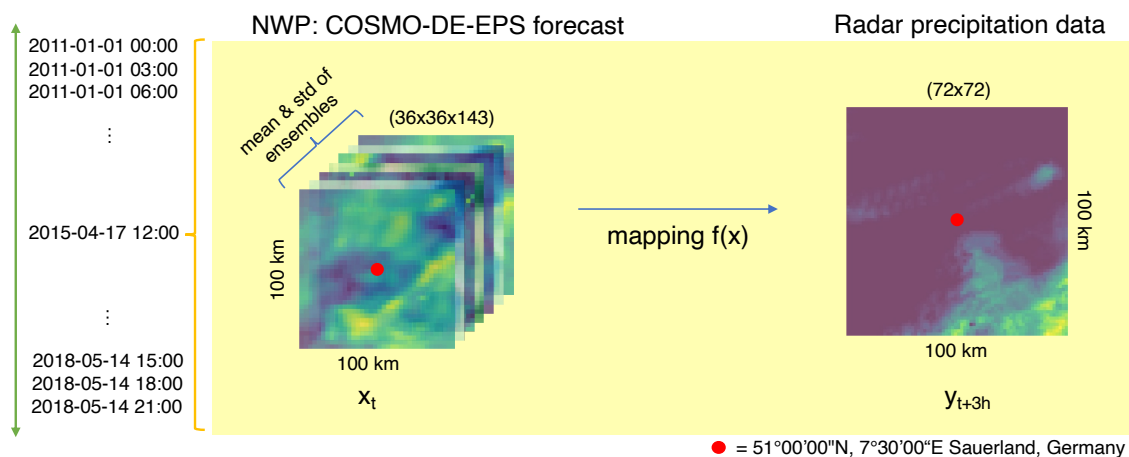 NWP: COSMO-DE-EPS forecast
Radar precipitation data
2011-01-01 00:00
2011-01-01 03:00
2011-01-01 06:00
⋮
2015-04-17 12:00
⋮
2018-05-14 15:00
2018-05-14 18:00
2018-05-14 21:00
mean & std of
ensembles
(36x36x143)
100 km
100 km
xt
mapping f(x)
(72x72)
100 km
100 km
yt+3h
= 51°00’00"N, 7°30’00“E Sauerland, Germany